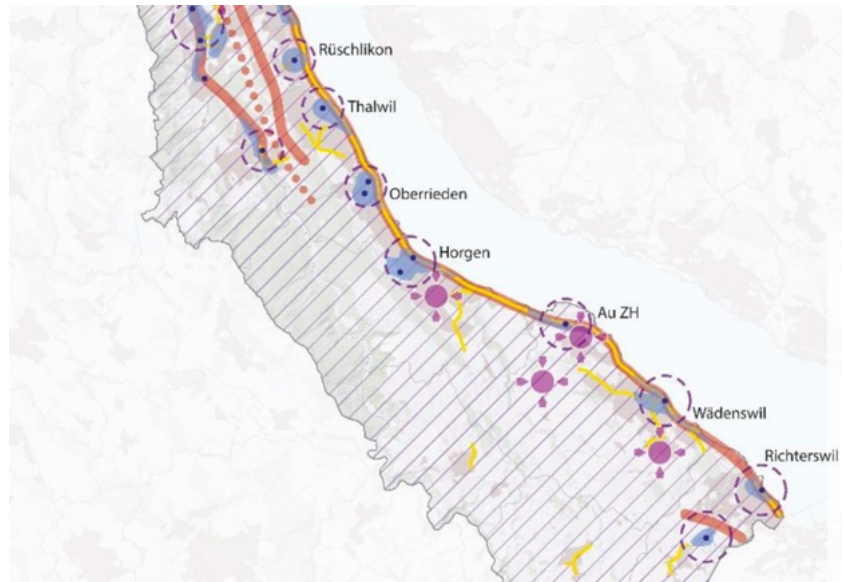 Rüschlikon
Thalwil
Oberrieden
Horgen
Au ZH
Wädenswil
Richterswil